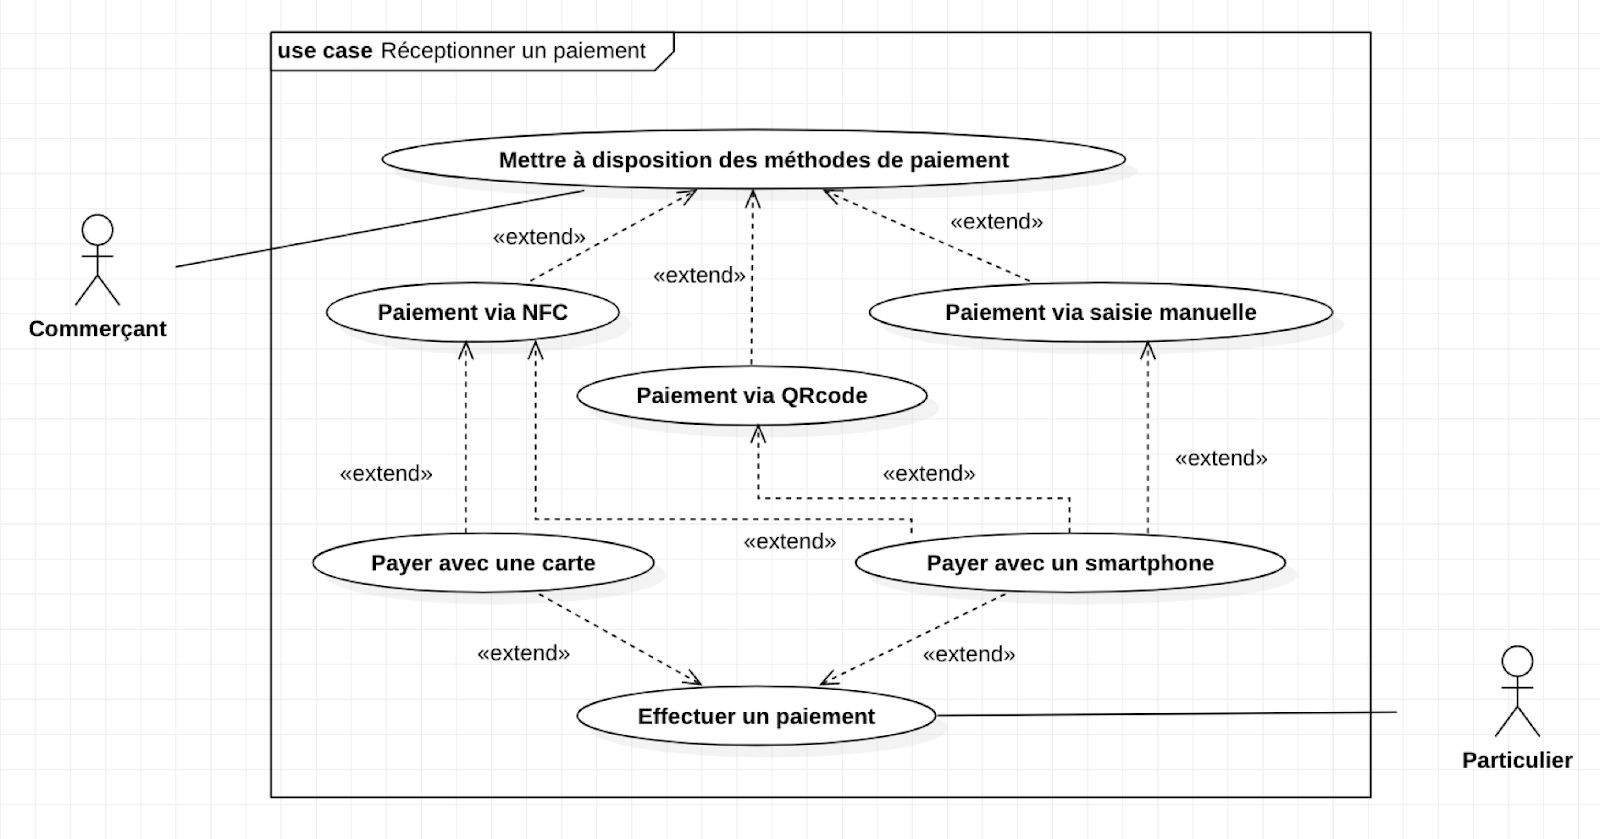 use case Réceptionner un paiement
Mettre à disposition des méthodes de paiement
«extend»
«extend»
«extend»
Commerçant
Paiement via NFC
Paiement via saisie manuelle
Paiement via QRcode
«extend»
«extend»
«extend»
«extend»
Payer avec une carte
Payer avec un smartphone
«extend»
«extend»
Effectuer un paiement
Particulier